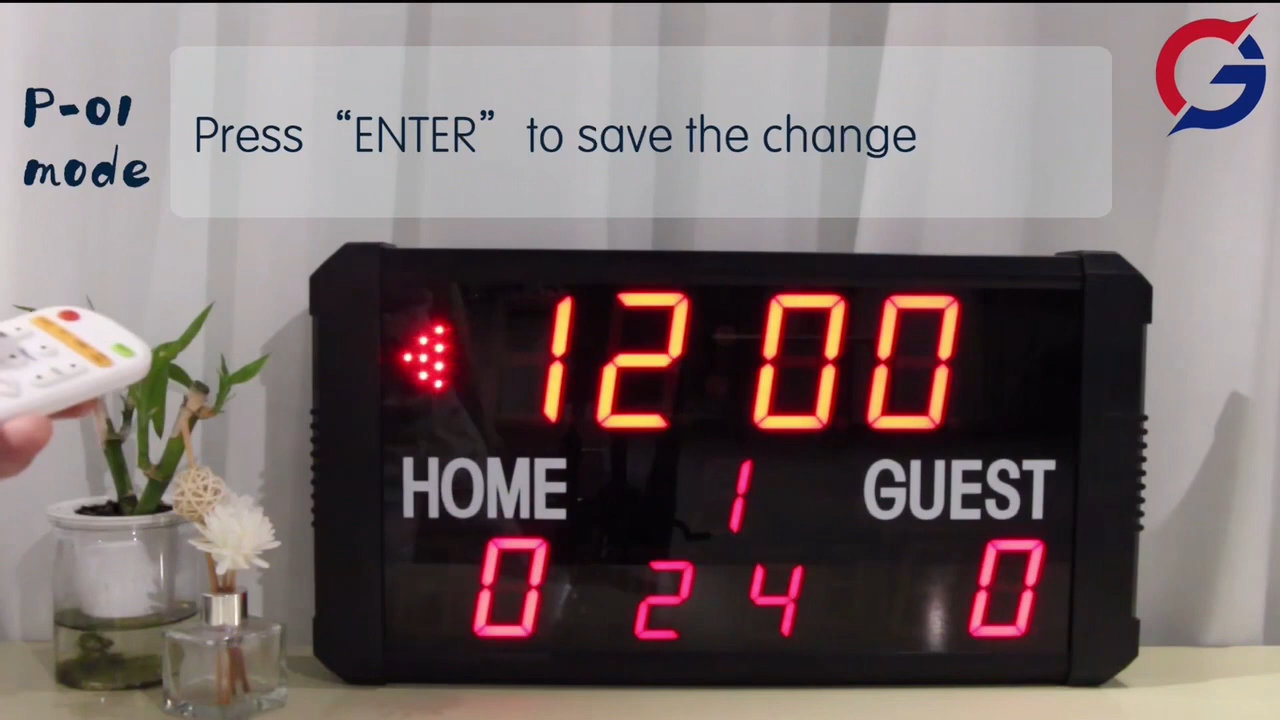 P-01
mode
Press “ENTER” to save the change
12 00
HOME 1 GUEST
0 24 0